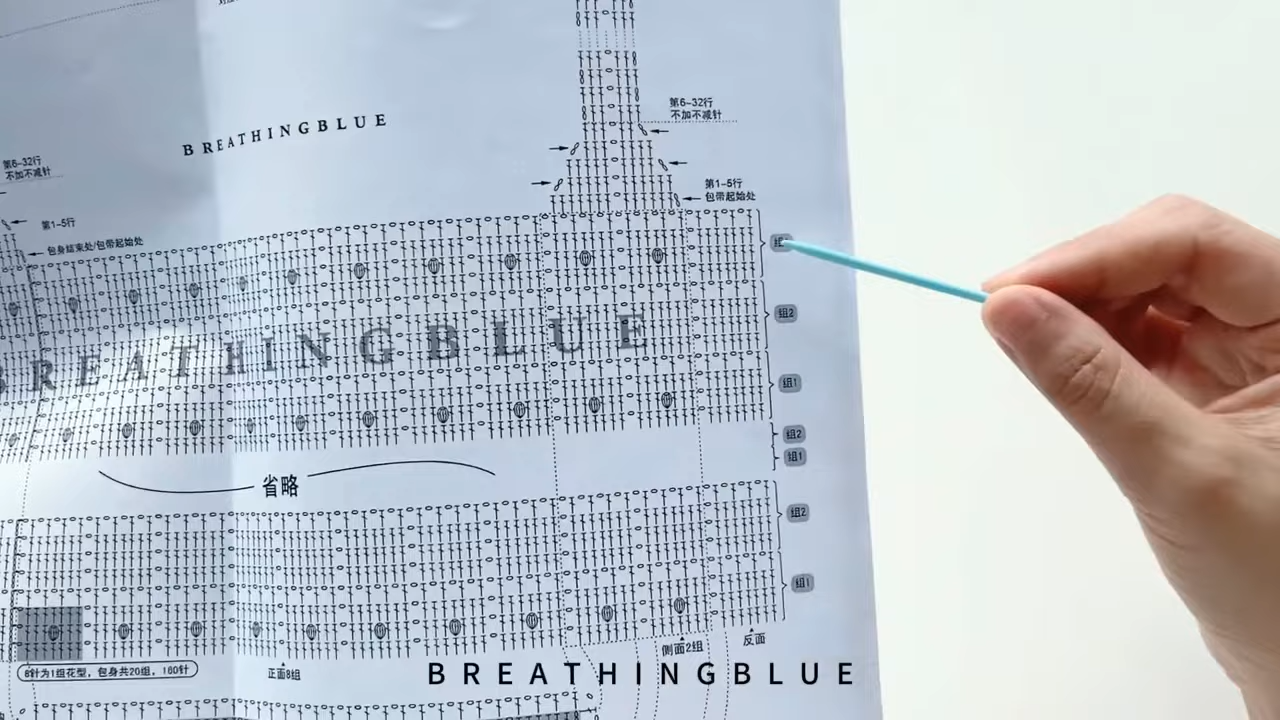 BREATHINGBLUE
第6-32行
不加不减针
第6-32行
不加不减针
第1-5行
包带起始处
第1-5行
包身结束处/包带起始处
组2
BREATHINGBLUE
组1
组2
组1
省略
组2
组1
8针为1组花型，包身共20组，160针
正面8组
侧面2组
反面
BREATHINGBLUE